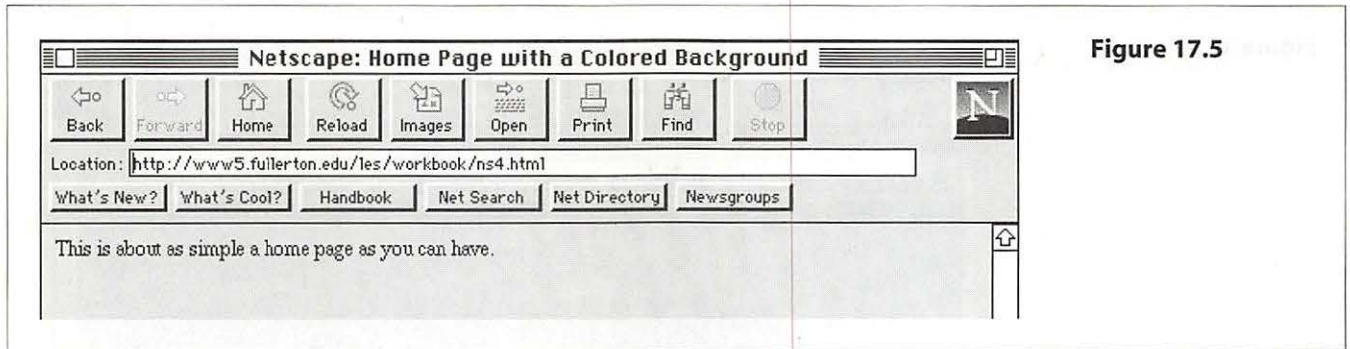 Netscape: Home Page with a Colored Background
Figure 17.5
Back Forward Home Reload Images Open Print Find Stop
N
Location: http://www5.fullerton.edu/les/workbook/ns4.html
What's New? What's Cool? Handbook Net Search Net Directory Newsgroups
This is about as simple a home page as you can have.